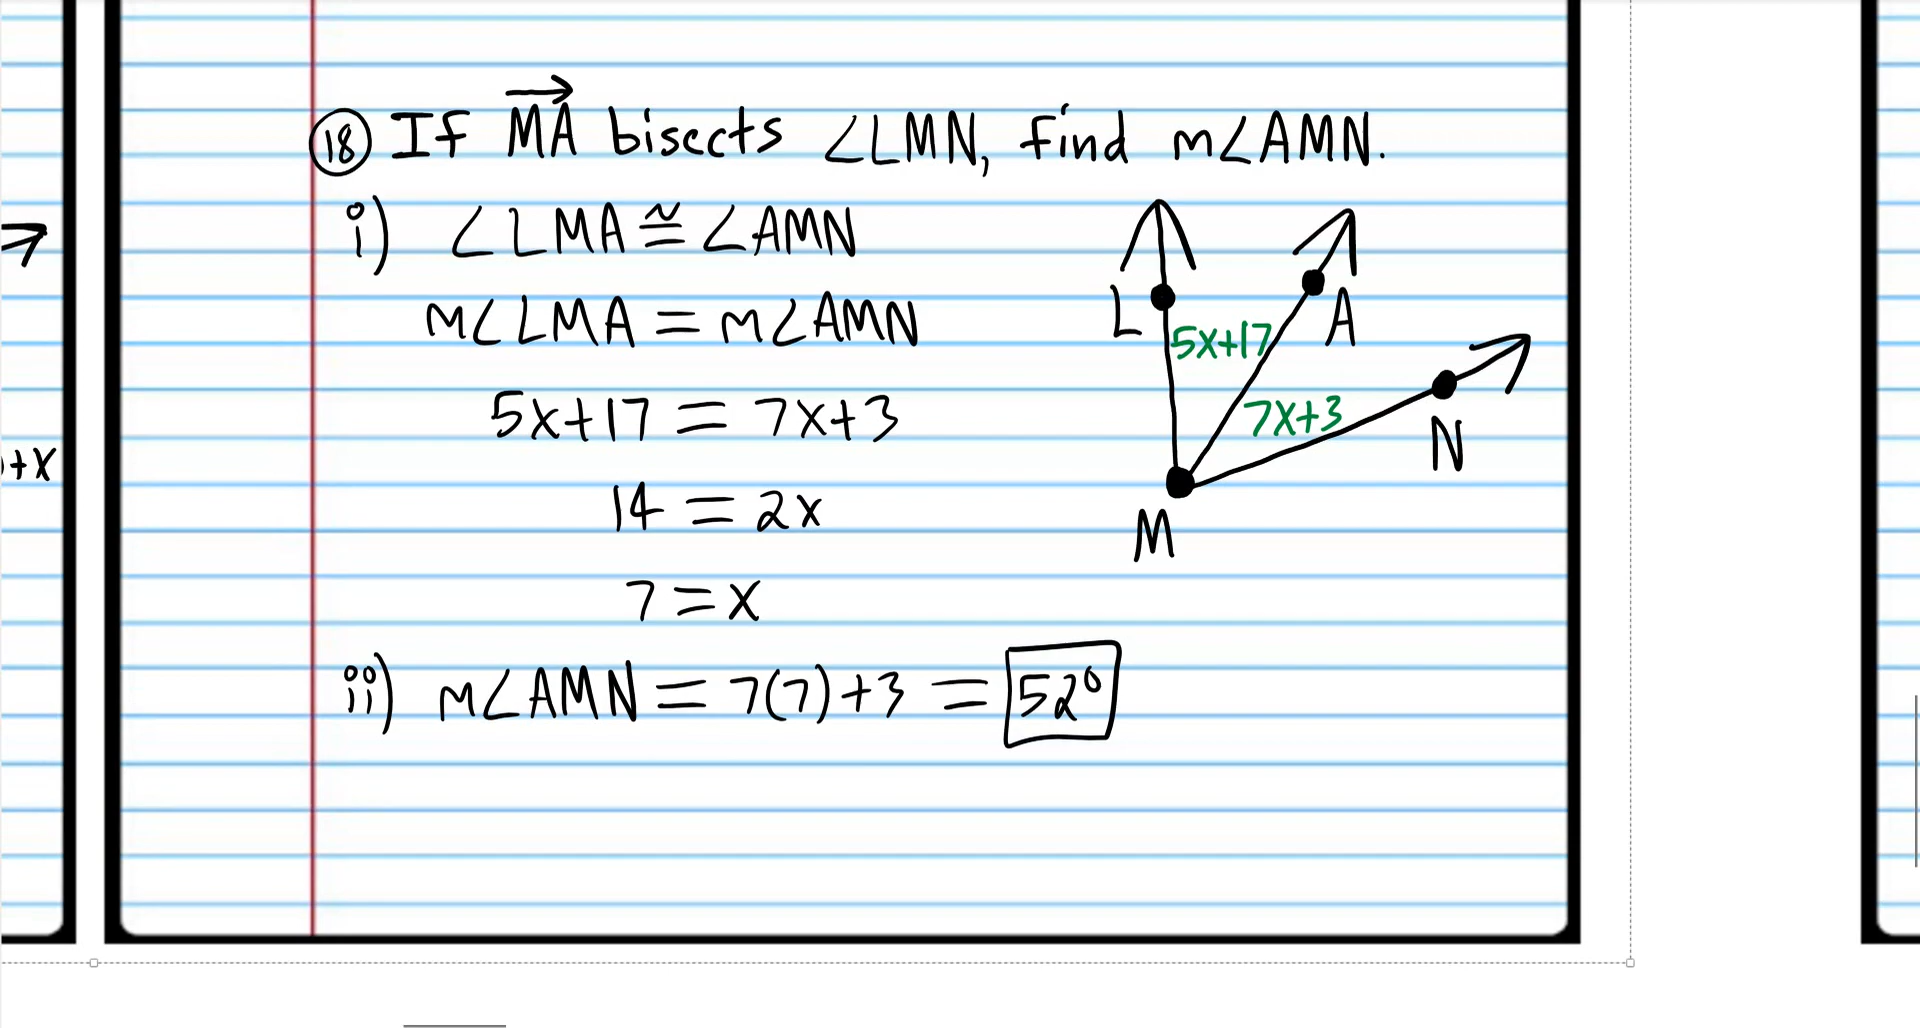 +x
⑱ If MA⃗ bisects ∠LMN, find m∠AMN.
i) ∠LMA ≅ ∠AMN
m∠LMA = m∠AMN
5x+17 = 7x+3
14 = 2x
7 = x
ii) m∠AMN = 7(7)+3 = 52°
L
A
5x+17
7x+3
N
M